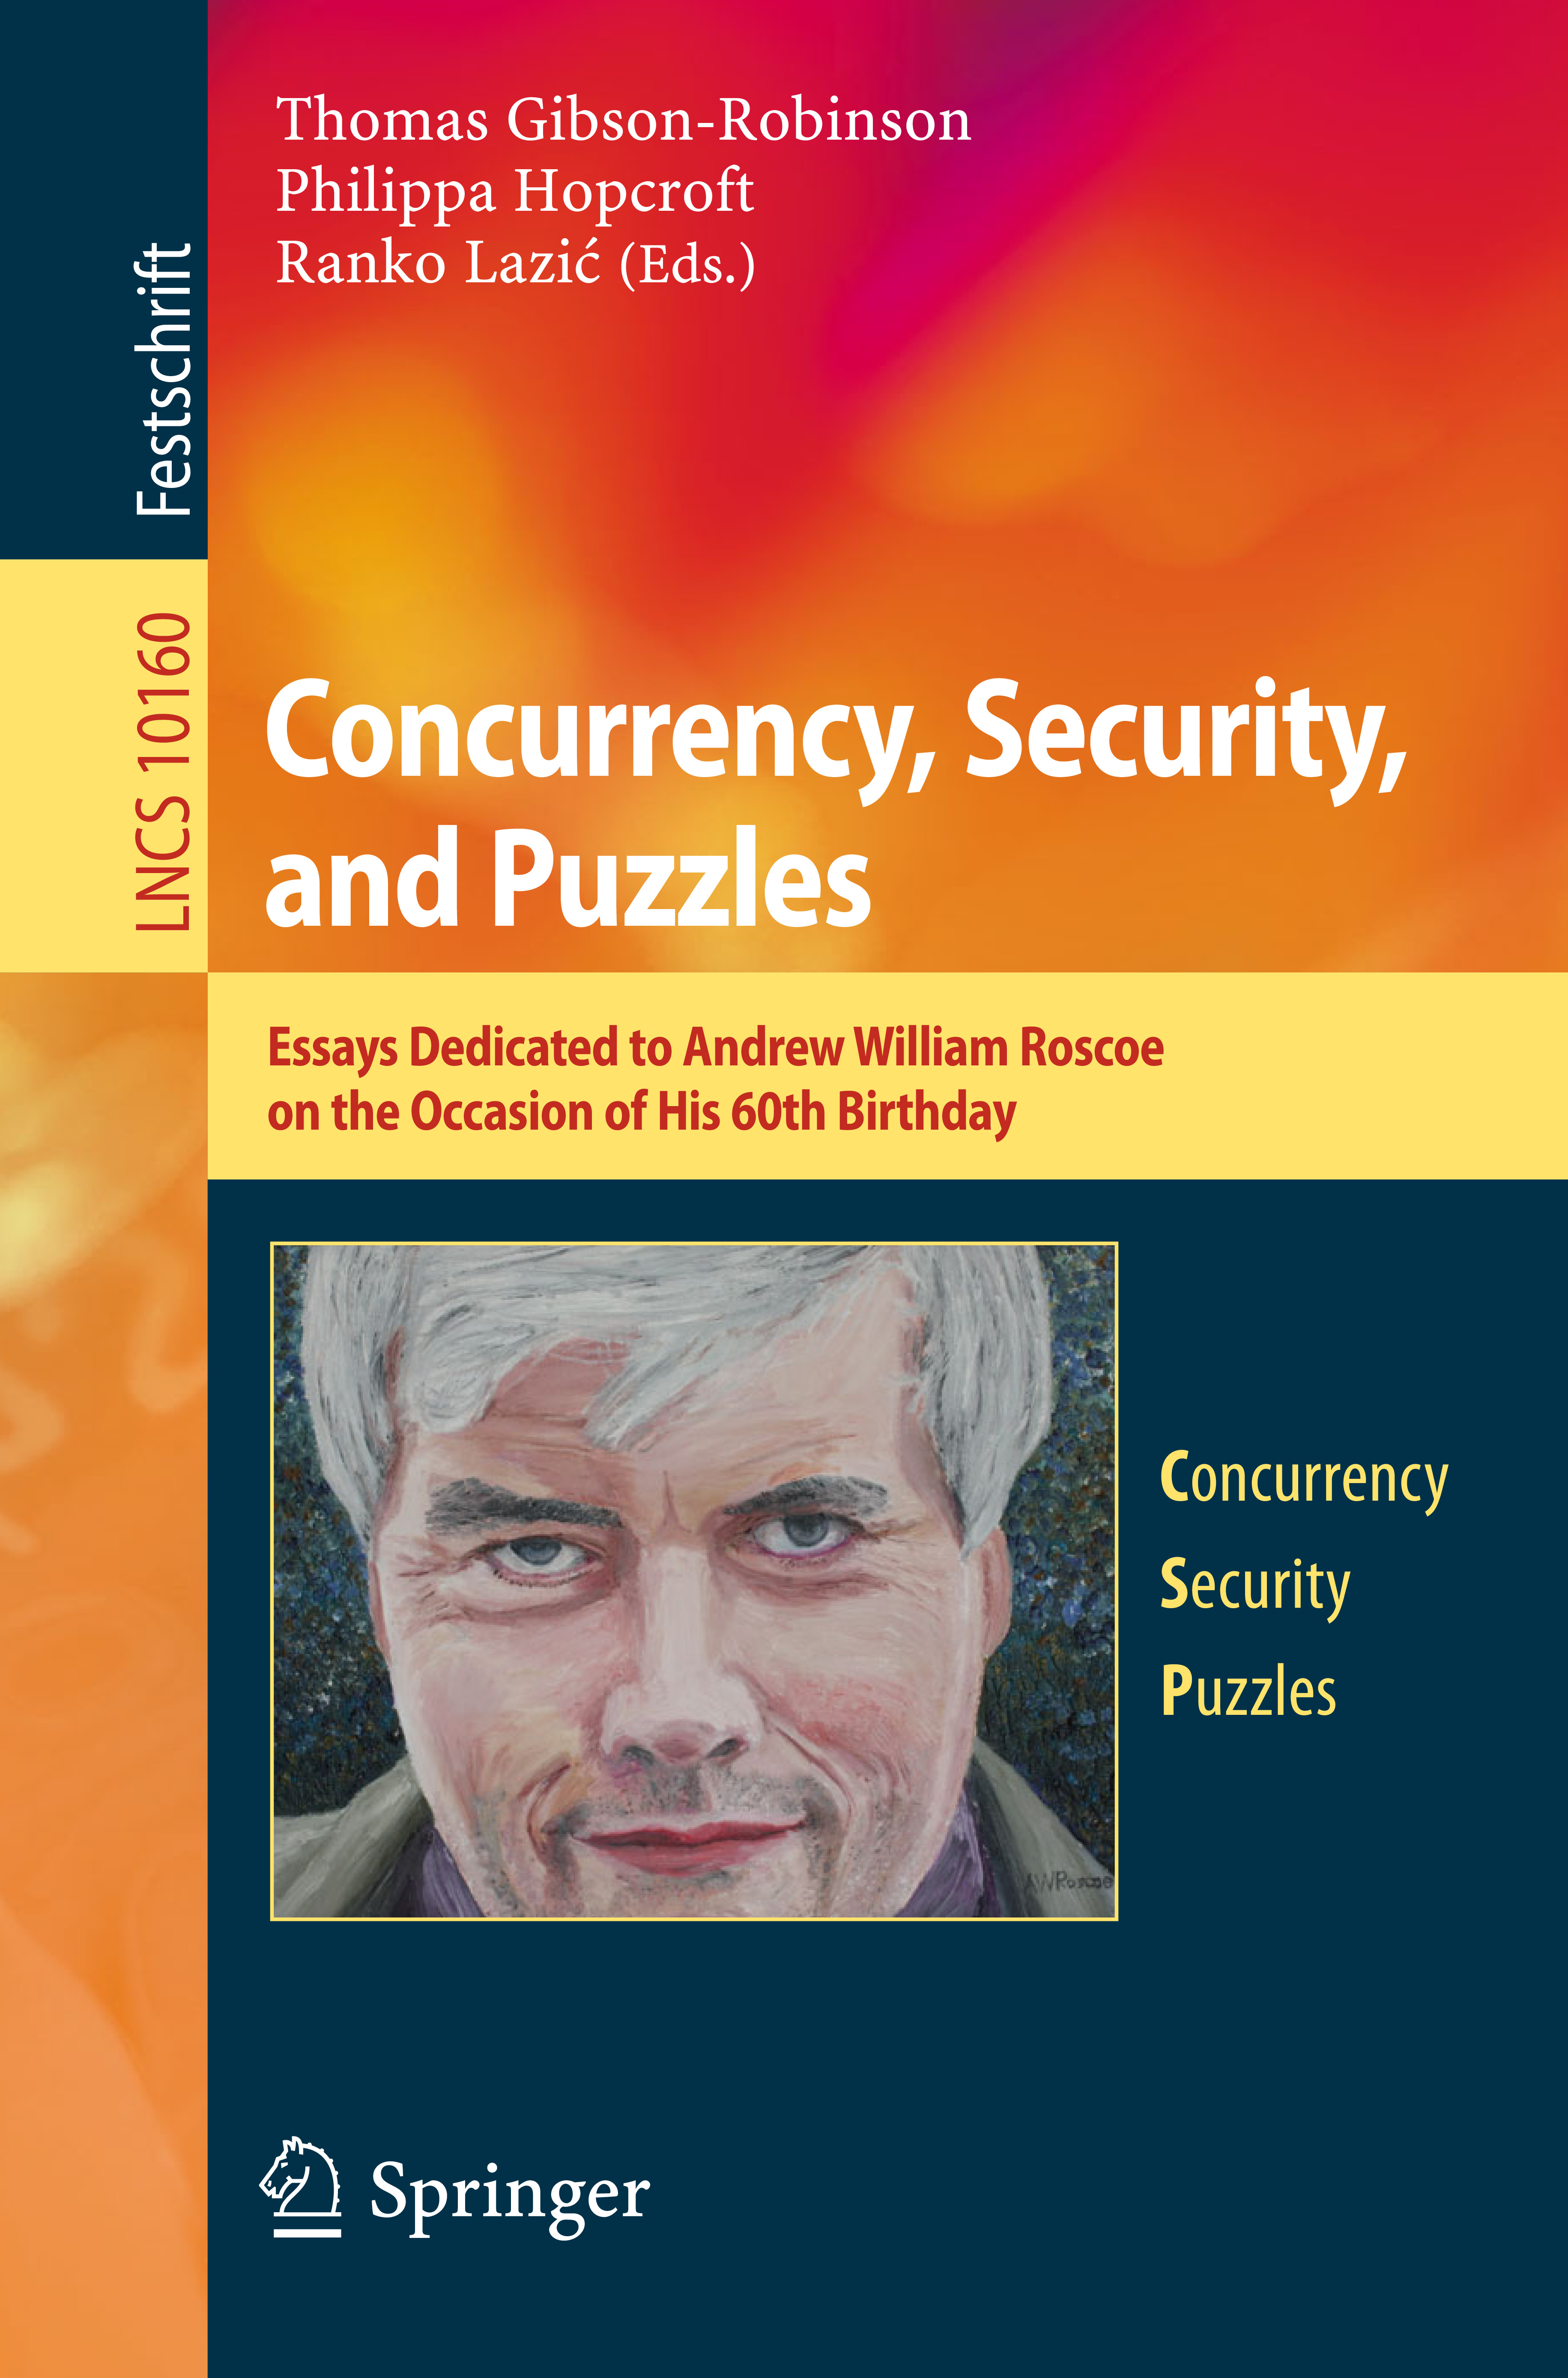 Thomas Gibson-Robinson
Philippa Hopcroft
Ranko Lazić (Eds.)
Festschrift
LNCS 10160
Concurrency, Security,
and Puzzles
Essays Dedicated to Andrew William Roscoe
on the Occasion of His 60th Birthday
Concurrency
Security
Puzzles
AWRoscoe
Springer